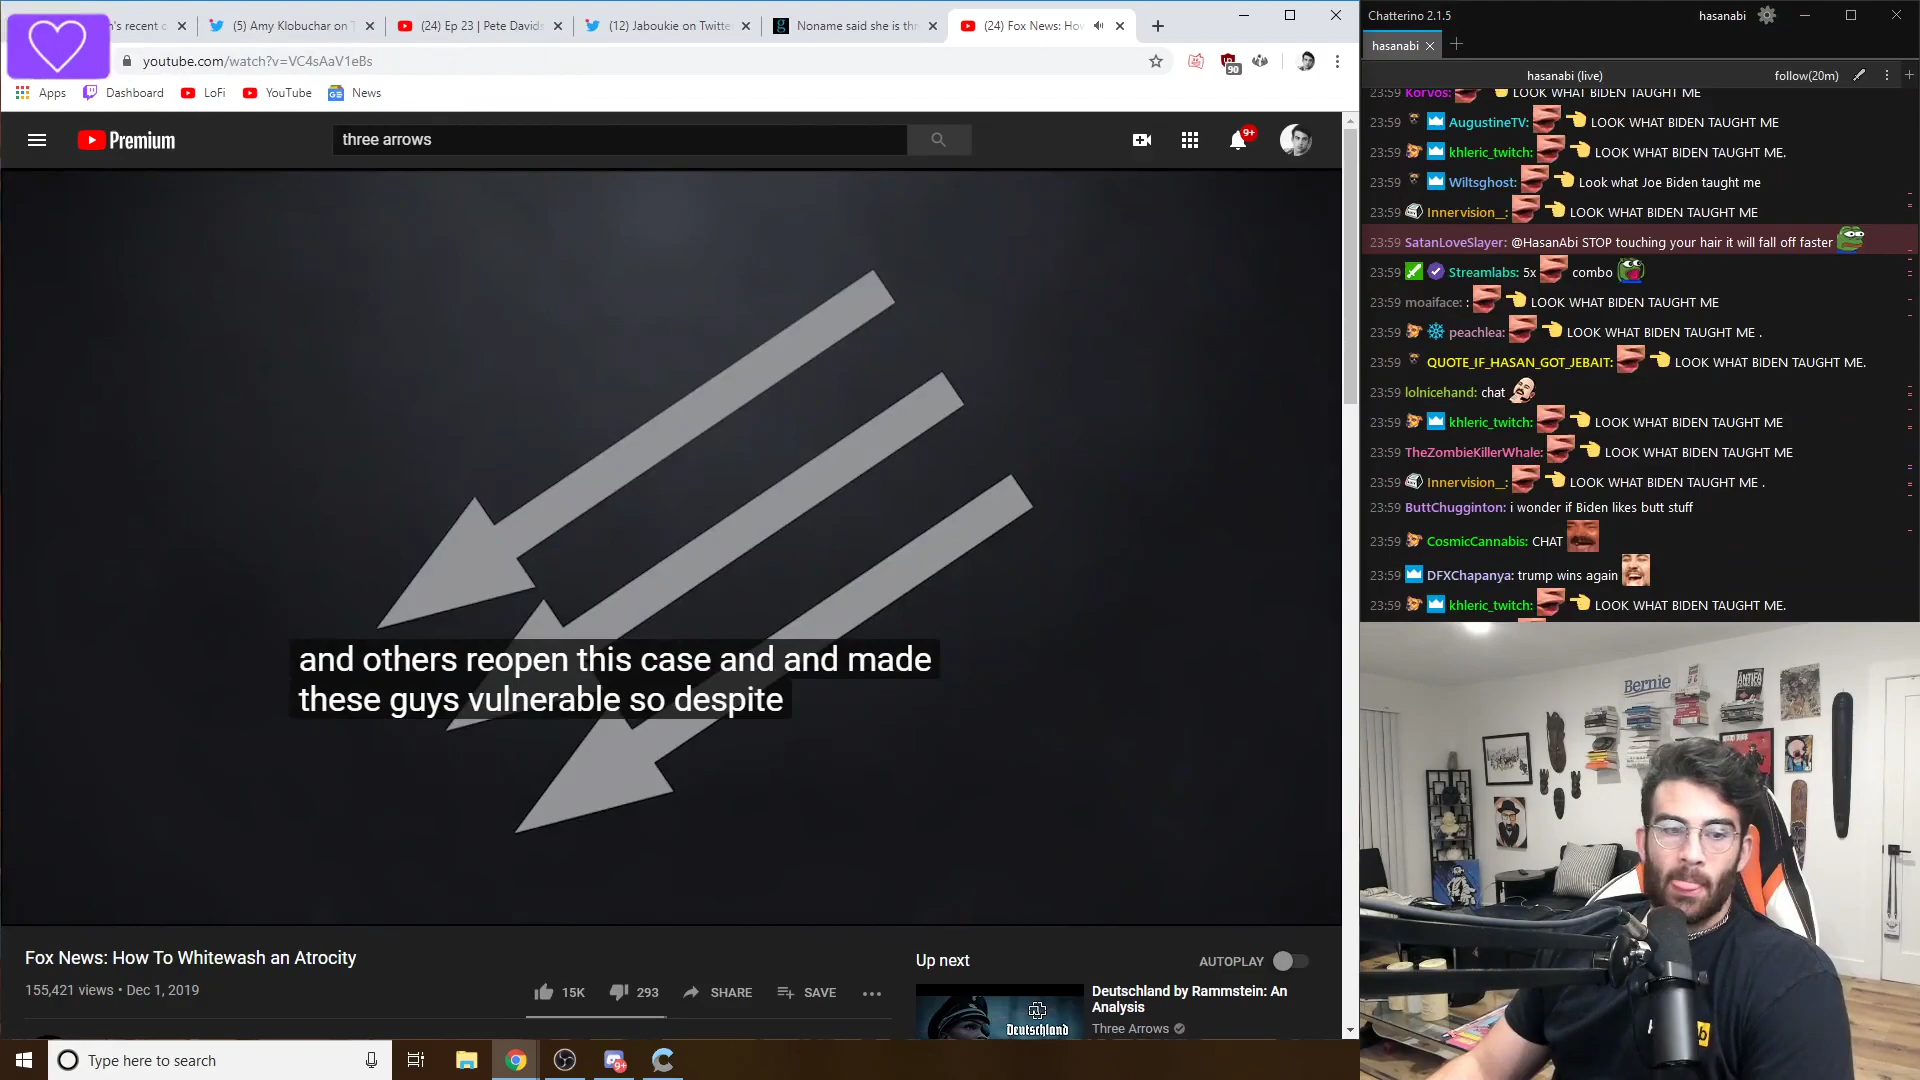 n's recent c
(5) Amy Klobuchar on T
(24) Ep 23 | Pete Davids
(12) Jaboukie on Twitte
Noname said she is thr
(24) Fox News: How
youtube.com/watch?v=VC4sAaV1eBs
90
Apps
Dashboard
LoFi
YouTube
News
Premium
three arrows
9+
and others reopen this case and and made
these guys vulnerable so despite
Fox News: How To Whitewash an Atrocity
155,421 views • Dec 1, 2019
15K
293
SHARE
SAVE
Up next
AUTOPLAY
Deutschland
Deutschland by Rammstein: An
Analysis
Three Arrows
Type here to search
9+
Chatterino 2.1.5
hasanabi
hasanabi
hasanabi (live)
follow(20m)
23:59 Korvos: LOOK WHAT BIDEN TAUGHT ME
23:59 AugustineTV: LOOK WHAT BIDEN TAUGHT ME
23:59 khleric_twitch: LOOK WHAT BIDEN TAUGHT ME.
23:59 Wiltsghost: Look what Joe Biden taught me
23:59 Innervision_: LOOK WHAT BIDEN TAUGHT ME
23:59 SatanLoveSlayer: @HasanAbi STOP touching your hair it will fall off faster
23:59 Streamlabs: 5x combo
23:59 moaiface: : LOOK WHAT BIDEN TAUGHT ME
23:59 peachlea: LOOK WHAT BIDEN TAUGHT ME .
23:59 QUOTE_IF_HASAN_GOT_JEBAIT: LOOK WHAT BIDEN TAUGHT ME.
23:59 lolnicehand: chat
23:59 khleric_twitch: LOOK WHAT BIDEN TAUGHT ME
23:59 TheZombieKillerWhale: LOOK WHAT BIDEN TAUGHT ME
23:59 Innervision_: LOOK WHAT BIDEN TAUGHT ME .
23:59 ButtChugginton: i wonder if Biden likes butt stuff
23:59 CosmicCannabis: CHAT
23:59 DFXChapanya: trump wins again
23:59 khleric_twitch: LOOK WHAT BIDEN TAUGHT ME.
Bernie
ANTIFA